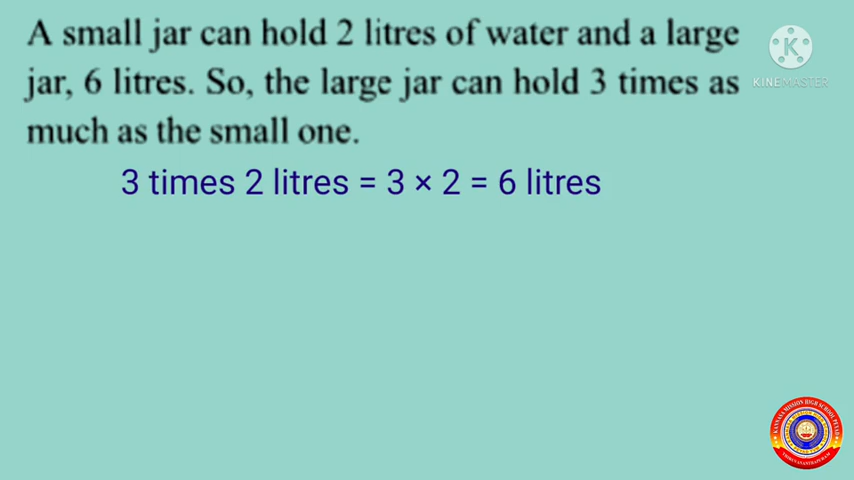 A small jar can hold 2 litres of water and a large
jar, 6 litres. So, the large jar can hold 3 times as
much as the small one.
3 times 2 litres = 3 × 2 = 6 litres
K
KINEMASTER